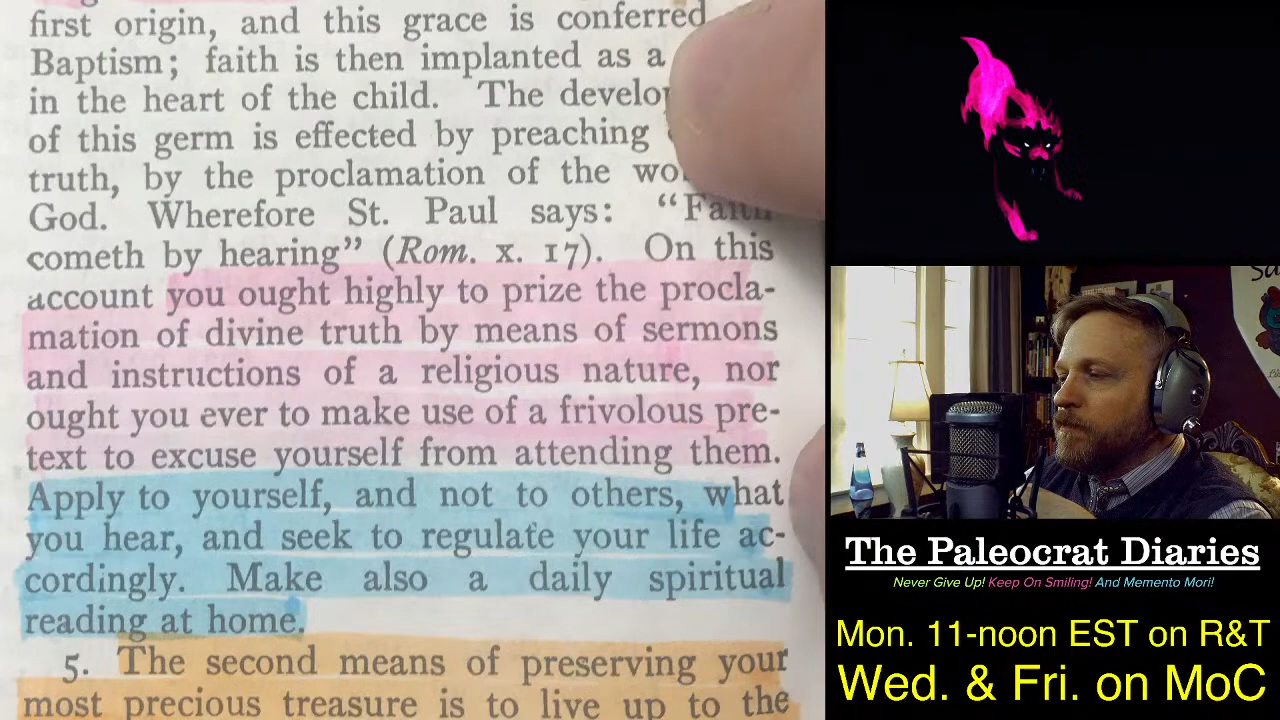 first origin, and this grace is conferred
Baptism; faith is then implanted as a
in the heart of the child. The develo
of this germ is effected by preaching
truth, by the proclamation of the wo
God. Wherefore St. Paul says: “Faith
cometh by hearing” (Rom. x. 17). On this
account you ought highly to prize the procla-
mation of divine truth by means of sermons
and instructions of a religious nature, nor
ought you ever to make use of a frivolous pre-
text to excuse yourself from attending them.
Apply to yourself, and not to others, what
you hear, and seek to regulate your life ac-
cordingly. Make also a daily spiritual
reading at home.
5. The second means of preserving your
most precious treasure is to live up to the
The Paleocrat Diaries
Never Give Up! Keep On Smiling! And Memento Mori!
Mon. 11-noon EST on R&T
Wed. & Fri. on MoC